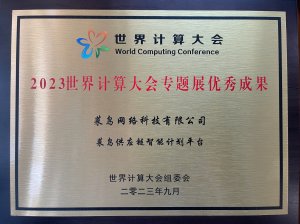 世界计算大会
World Computing Conference
2023世界计算大会专题展优秀成果
菜鸟网络科技有限公司
菜鸟供应链智能计划平台
世界计算大会组委会
二零二三年九月